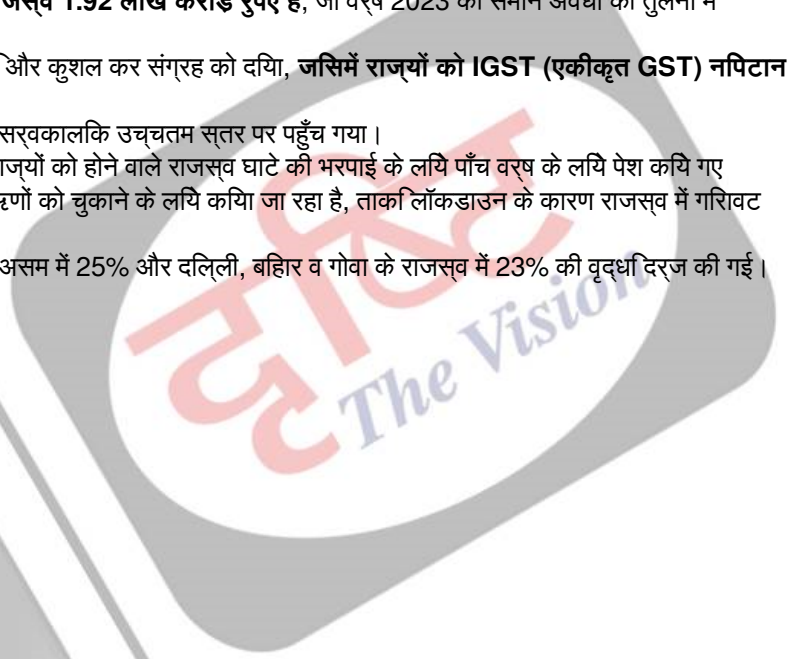 जस्व 1.92 लाख करोड़ रुपए है, जो वर्ष 2023 की समान अवधि की तुलना में
और कुशल कर संग्रह को दिया, जिसमें राज्यों को IGST (एकीकृत GST) निपटान
सर्वकालिक उच्चतम स्तर पर पहुँच गया।
राज्यों को होने वाले राजस्व घाटे की भरपाई के लिये पाँच वर्ष के लिये पेश किये गए
ऋणों को चुकाने के लिये किया जा रहा है, ताकि लॉकडाउन के कारण राजस्व में गिरावट
असम में 25% और दिल्ली, बिहार व गोवा के राजस्व में 23% की वृद्धि दर्ज की गई।
दृष्टि
The Vision